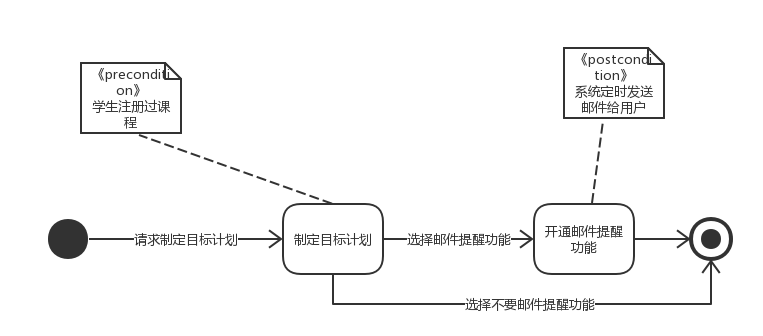 《preconditi
on》
学生注册过课
程
《postcondi
tion》
系统定时发送
邮件给用户
请求制定目标计划
制定目标计划
选择邮件提醒功能
开通邮件提醒
功能
选择不要邮件提醒功能